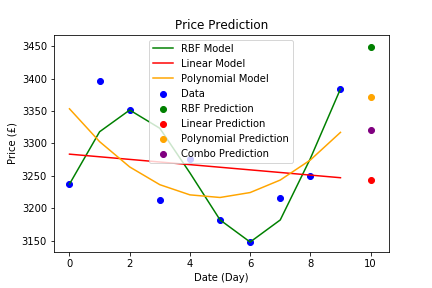 Price Prediction
3450
3400
3350
3300
3250
3200
3150
Price (£)
RBF Model
Linear Model
Polynomial Model
Data
RBF Prediction
Linear Prediction
Polynomial Prediction
Combo Prediction
0
2
4
6
8
10
Date (Day)